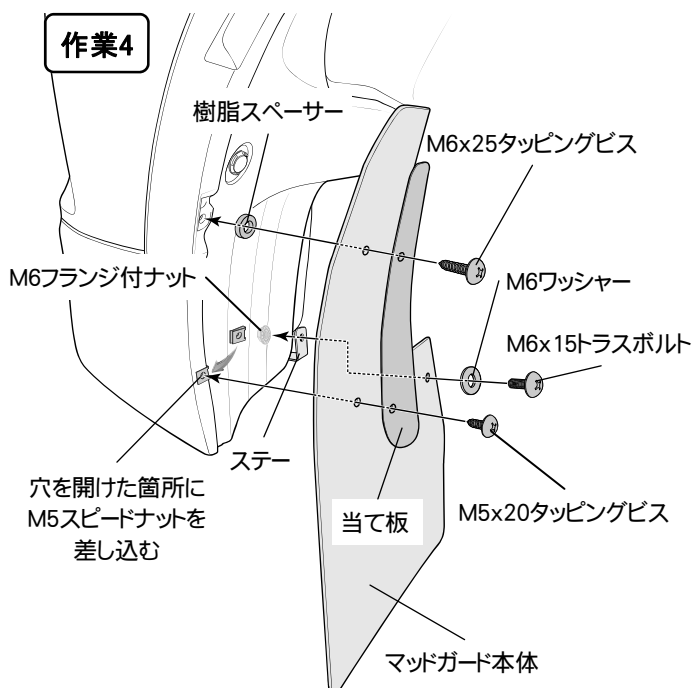 作業4
樹脂スペーサー
M6x25タッピングビス
M6フランジ付ナット
M6ワッシャー
M6x15トラスボルト
ステー
穴を開けた箇所に
M5スピードナットを
差し込む
当て板
M5x20タッピングビス
マッドガード本体